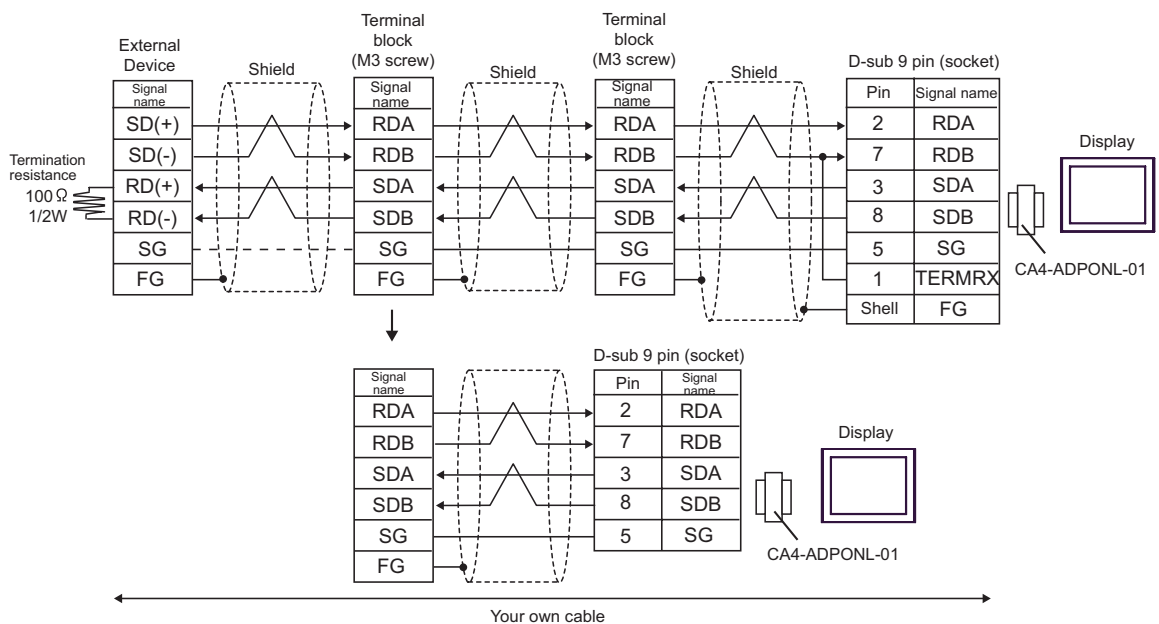 External
Device
Signal
name
SD(+)
SD(-)
RD(+)
RD(-)
SG
FG
Termination
resistance
100 Ω
1/2W
Shield
Terminal
block
(M3 screw)
Signal
name
RDA
RDB
SDA
SDB
SG
FG
Shield
Terminal
block
(M3 screw)
Signal
name
RDA
RDB
SDA
SDB
SG
FG
Shield
D-sub 9 pin (socket)
Pin Signal name
2 RDA
7 RDB
3 SDA
8 SDB
5 SG
1 TERMRX
Shell FG
Display
CA4-ADPONL-01
Signal
name
RDA
RDB
SDA
SDB
SG
FG
D-sub 9 pin (socket)
Pin Signal name
2 RDA
7 RDB
3 SDA
8 SDB
5 SG
Display
CA4-ADPONL-01
Your own cable